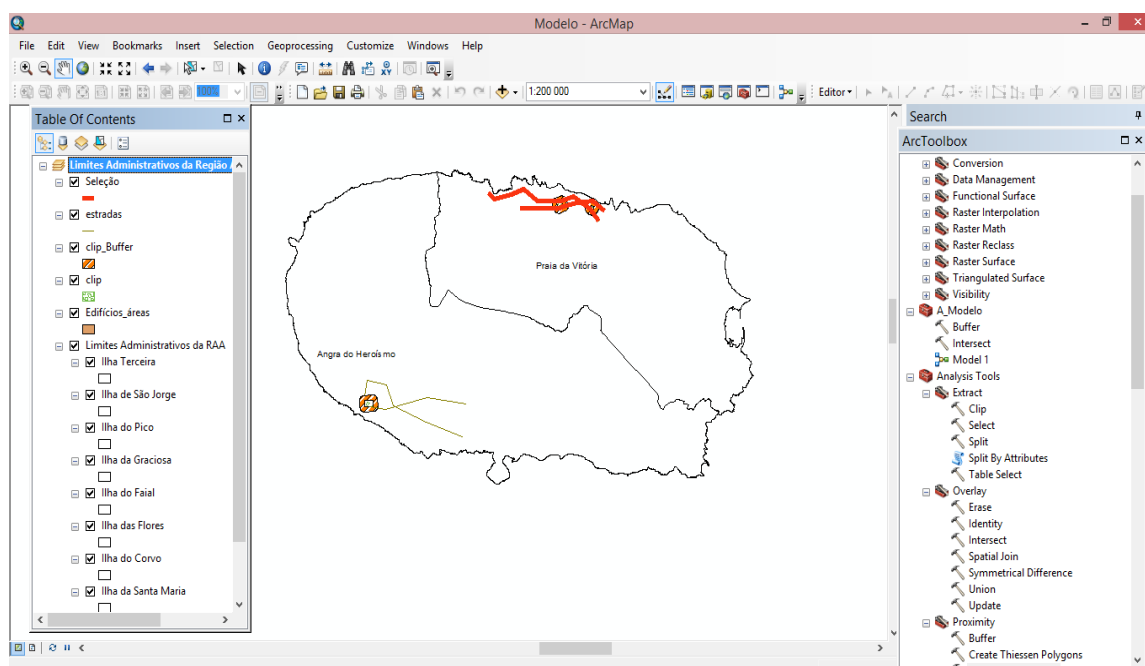 Modelo - ArcMap
File Edit View Bookmarks Insert Selection Geoprocessing Customize Windows Help
100%
1:200 000
Editor
Table Of Contents
Limites Administrativos da Região
Seleção
estradas
clip_Buffer
clip
Edifícios_áreas
Limites Administrativos da RAA
Ilha Terceira
Ilha de São Jorge
Ilha do Pico
Ilha da Graciosa
Ilha do Faial
Ilha das Flores
Ilha do Corvo
Ilha da Santa Maria
Praia da Vitória
Angra do Heroísmo
Search
ArcToolbox
Conversion
Data Management
Functional Surface
Raster Interpolation
Raster Math
Raster Reclass
Raster Surface
Triangulated Surface
Visibility
A_Modelo
Buffer
Intersect
Model 1
Analysis Tools
Extract
Clip
Select
Split
Split By Attributes
Table Select
Overlay
Erase
Identity
Intersect
Spatial Join
Symmetrical Difference
Union
Update
Proximity
Buffer
Create Thiessen Polygons